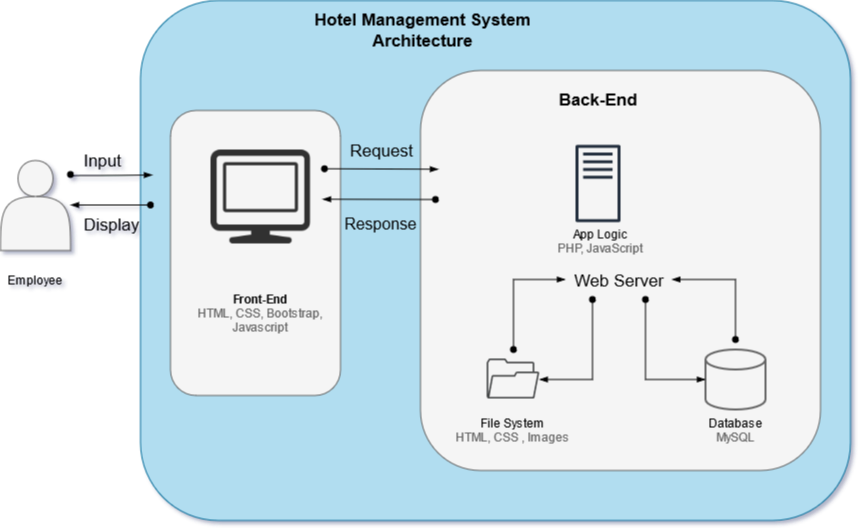 Hotel Management System
Architecture
Back-End
Input
Display
Employee
Request
Response
Front-End
HTML, CSS, Bootstrap,
Javascript
App Logic
PHP, JavaScript
Web Server
File System
HTML, CSS , Images
Database
MySQL